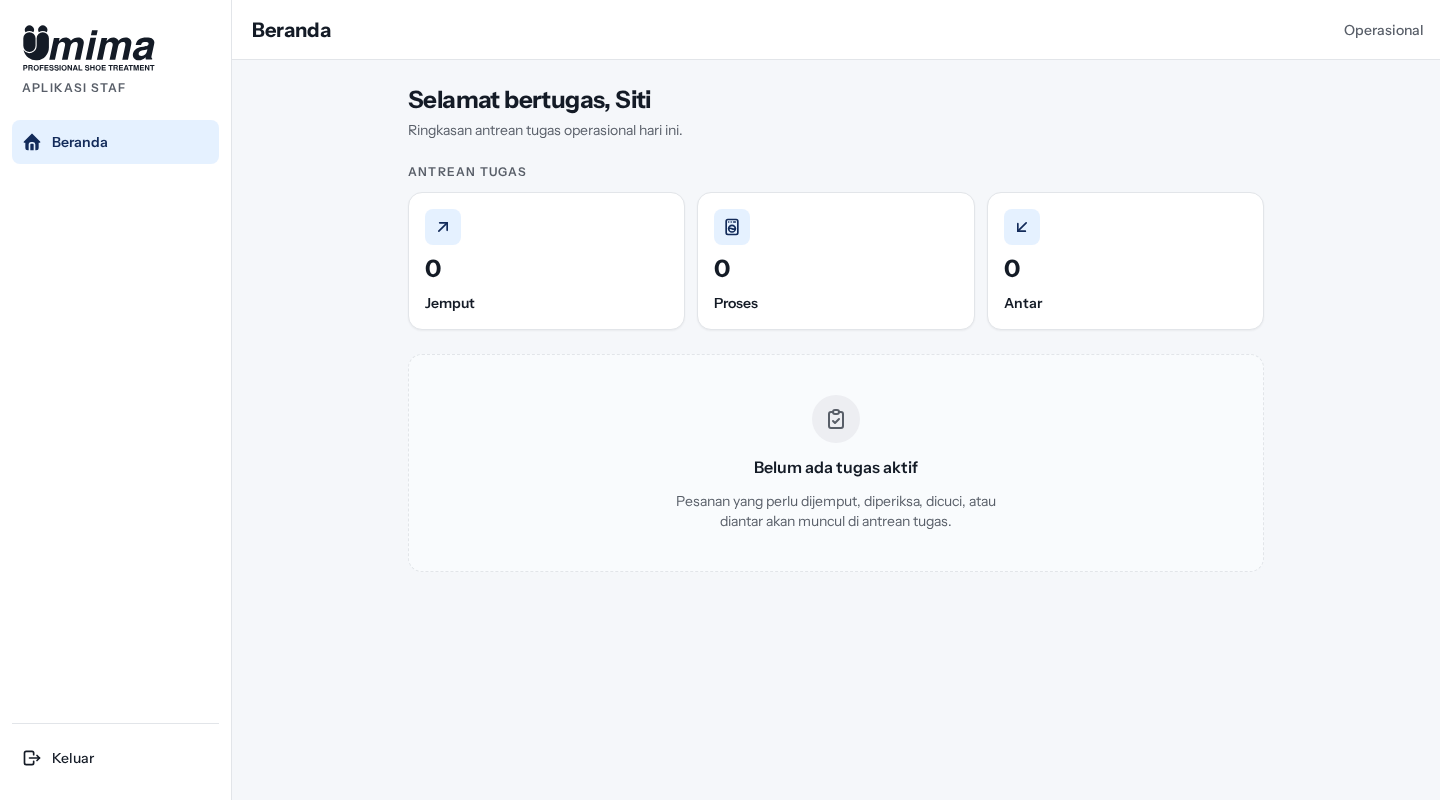 Ümima
PROFESSIONAL SHOE TREATMENT
APLIKASI STAF
Beranda
Keluar
Beranda
Operasional
Selamat bertugas, Siti
Ringkasan antrean tugas operasional hari ini.
ANTREAN TUGAS
0
Jemput
0
Proses
0
Antar
Belum ada tugas aktif
Pesanan yang perlu dijemput, diperiksa, dicuci, atau
diantar akan muncul di antrean tugas.